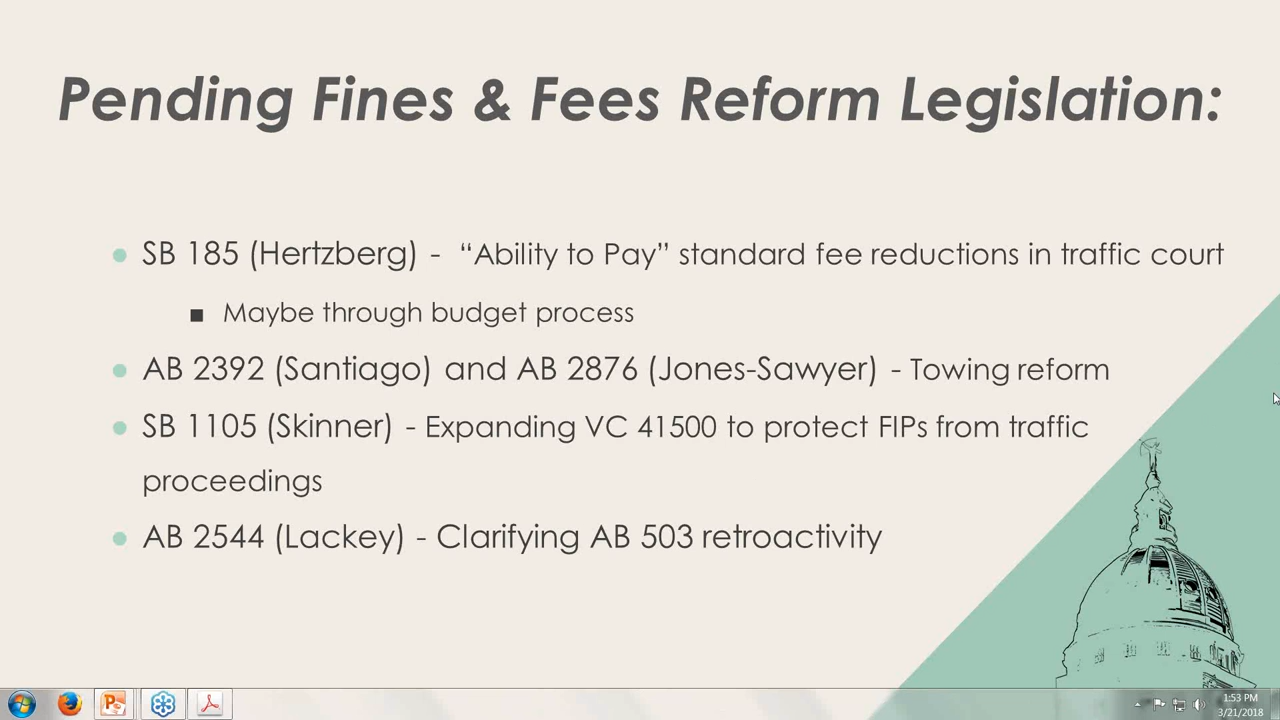 Pending Fines & Fees Reform Legislation:
SB 185 (Hertzberg) - “Ability to Pay” standard fee reductions in traffic court
Maybe through budget process
AB 2392 (Santiago) and AB 2876 (Jones-Sawyer) - Towing reform
SB 1105 (Skinner) - Expanding VC 41500 to protect FIPs from traffic
proceedings
AB 2544 (Lackey) - Clarifying AB 503 retroactivity
1:53 PM
3/21/2018